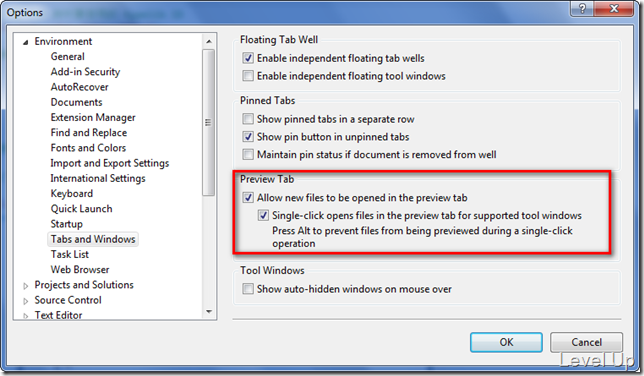 Options
Environment
General
Add-in Security
AutoRecover
Documents
Extension Manager
Find and Replace
Fonts and Colors
Import and Export Settings
International Settings
Keyboard
Quick Launch
Startup
Tabs and Windows
Task List
Web Browser
Projects and Solutions
Source Control
Text Editor
Floating Tab Well
Enable independent floating tab wells
Enable independent floating tool windows
Pinned Tabs
Show pinned tabs in a separate row
Show pin button in unpinned tabs
Maintain pin status if document is removed from well
Preview Tab
Allow new files to be opened in the preview tab
Single-click opens files in the preview tab for supported tool windows
Press Alt to prevent files from being previewed during a single-click
operation
Tool Windows
Show auto-hidden windows on mouse over
OK
Cancel
Level Up